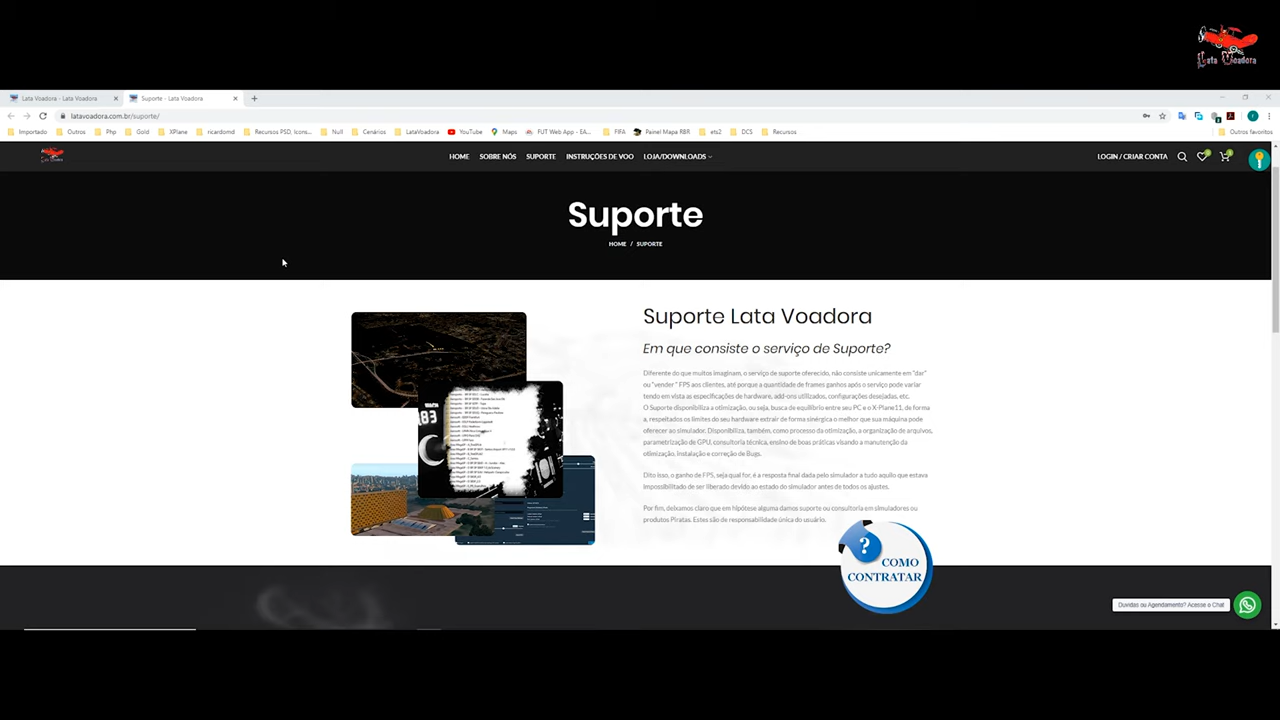 Lata Voadora
Lata Voadora - Lata Voadora
Suporte - Lata Voadora
latavoadora.com.br/suporte/
Importado Outros Php Gold XPlane ricardomd Recursos PSD, Icons... Null Cenários LataVoadora YouTube Maps FUT Web App - EA... FIFA Painel Mapa RBR ets2 DCS Recursos Outros favoritos
HOME SOBRE NÓS SUPORTE INSTRUÇÕES DE VOO LOJA/DOWNLOADS LOGIN / CRIAR CONTA
Suporte
HOME / SUPORTE
Suporte Lata Voadora
Em que consiste o serviço de Suporte?
Diferente do que muitos imaginam, o serviço de suporte oferecido, não consiste unicamente em "dar"
ou "vender " FPS aos clientes, até porque a quantidade de frames ganhos após o serviço pode variar
tendo em vista as especificações de hardware, add-ons utilizados, configurações desejadas, etc.
O Suporte disponibiliza a otimização, ou seja, busca de equilíbrio entre seu PC e o X-Plane11, de forma
a, respeitados os limites do seu hardware extrair de forma sinérgica o melhor que sua máquina pode
oferecer ao simulador. Disponibiliza, também, como processo da otimização, a organização de arquivos,
parametrização de GPU, consultoria técnica, ensino de boas práticas visando a manutenção da
otimização, instalação e correção de Bugs.
Dito isso, o ganho de FPS, seja qual for, é a resposta final dada pelo simulador a tudo aquilo que estava
impossibilitado de ser liberado devido ao estado do simulador antes de todos os ajustes.
Por fim, deixamos claro que em hipótese alguma damos suporte ou consultoria em simuladores ou
produtos Piratas. Estes são de responsabilidade única do usuário.
83
?
COMO
CONTRATAR
Dúvidas ou Agendamento? Acesse o Chat